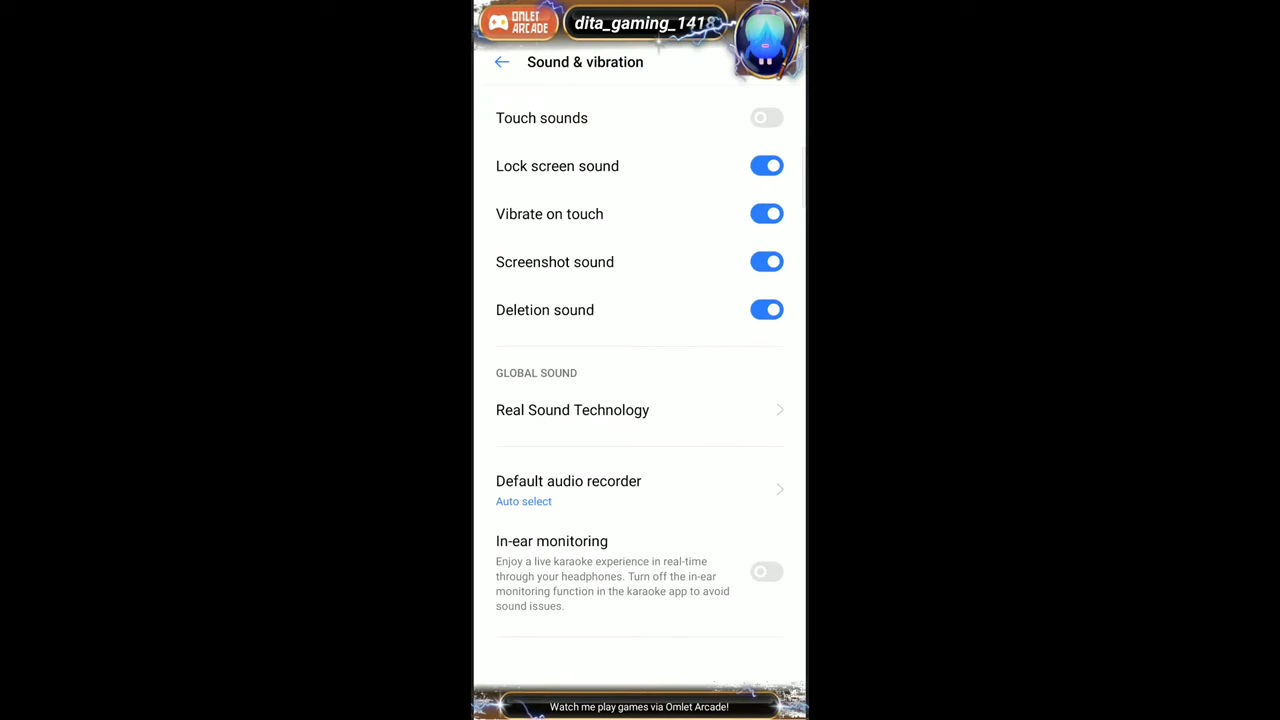 OMLET
ARCADE
dita_gaming_1418
Sound & vibration
Touch sounds
Lock screen sound
Vibrate on touch
Screenshot sound
Deletion sound
GLOBAL SOUND
Real Sound Technology
Default audio recorder
Auto select
In-ear monitoring
Enjoy a live karaoke experience in real-time
through your headphones. Turn off the in-ear
monitoring function in the karaoke app to avoid
sound issues.
Watch me play games via Omlet Arcade!